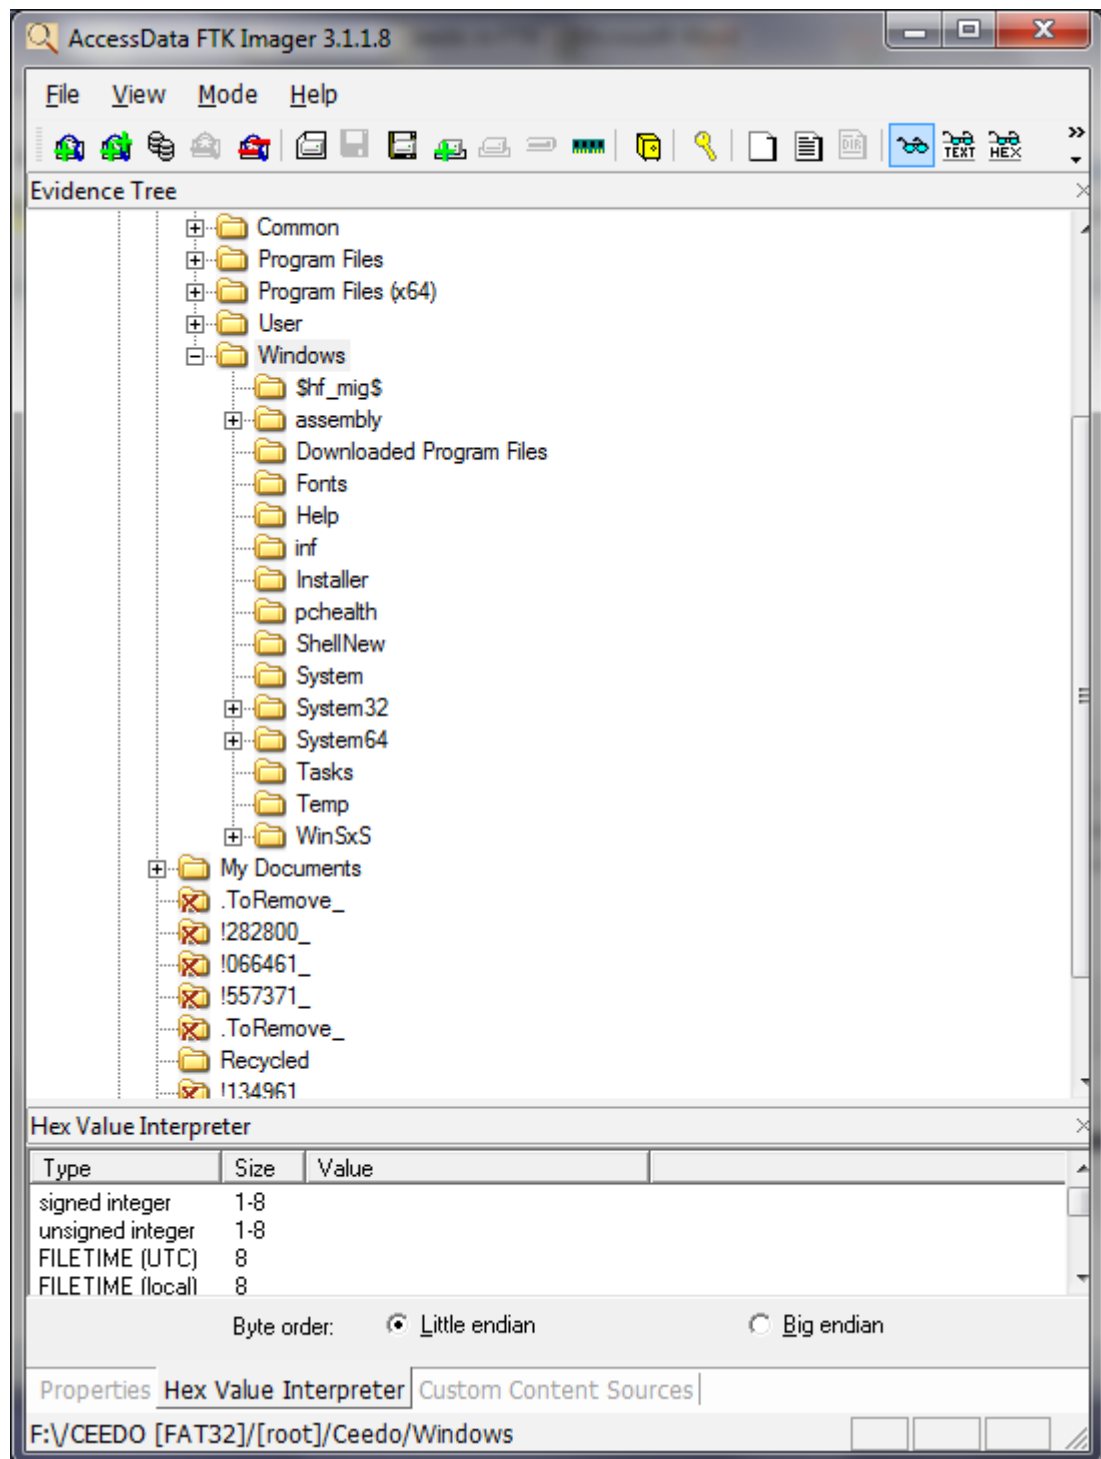 AccessData FTK Imager 3.1.1.8
File View Mode Help
DIR TEXT HEX
Evidence Tree
Common
Program Files
Program Files (x64)
User
Windows
$hf_mig$
assembly
Downloaded Program Files
Fonts
Help
inf
Installer
pchealth
ShellNew
System
System32
System64
Tasks
Temp
WinSxS
My Documents
.ToRemove_
!282800_
!066461_
!557371_
.ToRemove_
Recycled
!134961
Hex Value Interpreter
Type Size Value
signed integer 1-8
unsigned integer 1-8
FILETIME (UTC) 8
FILETIME (local) 8
Byte order: Little endian Big endian
Properties Hex Value Interpreter Custom Content Sources
F:\/CEEDO [FAT32]/[root]/Ceedo/Windows